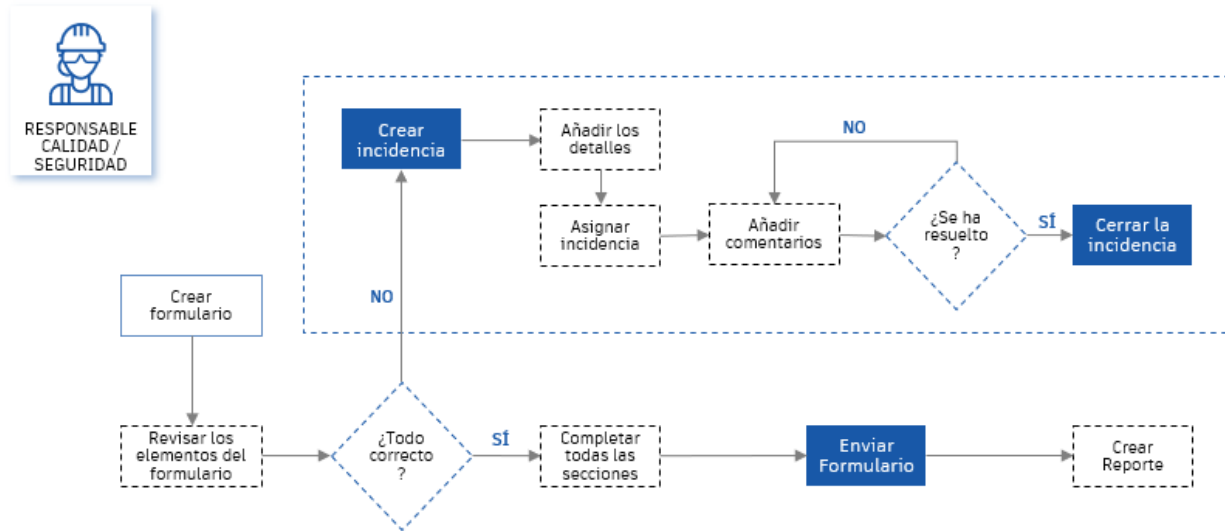 RESPONSABLE
CALIDAD /
SEGURIDAD
Crear
incidencia
Añadir los
detalles
NO
Asignar
incidencia
Añadir
comentarios
¿Se ha
resuelto
?
SÍ
Cerrar la
incidencia
Crear
formulario
NO
Revisar los
elementos del
formulario
¿Todo
correcto
?
SÍ
Completar
todas las
secciones
Enviar
Formulario
Crear
Reporte